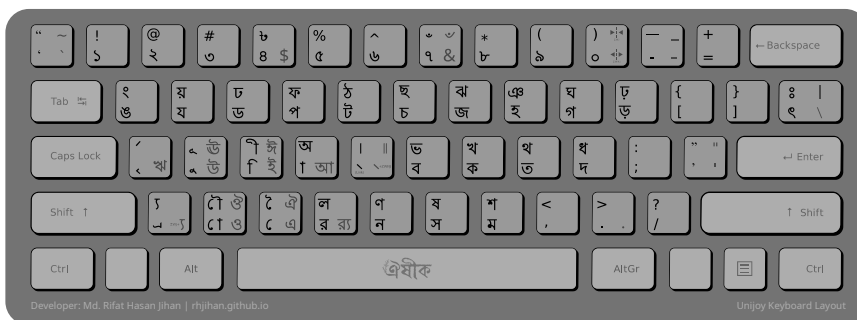 “ ~ ! @ # ৳ % ^ ঁ * ( ) — _ + ← Backspace
‘ ` ১ ২ ৩ ৪ $ ৫ ৬ ৭ & ৮ ৯ ০ - - =
Tab ং য় ঢ ফ ঠ ছ ঝ ঞ ঘ ঢ় { } ঃ |
ঙ য ড প ট চ জ হ গ ড় [ ] ৎ \
Caps Lock ূ ঊ ী ঈ অ । ॥ ভ খ থ ধ : ” " ↵ Enter
ৃ ঋ ু উ ি ই া আ ্ ব ক ত দ ; ’ '
Shift ↑ ৌ ঔ ৈ ঐ ল ণ ষ শ < > ? ↑ Shift
ো ও ে এ র র‍্য ন স ম , . . /
Ctrl Alt ঐষীক AltGr Ctrl
Developer: Md. Rifat Hasan Jihan | rhjihan.github.io Unijoy Keyboard Layout